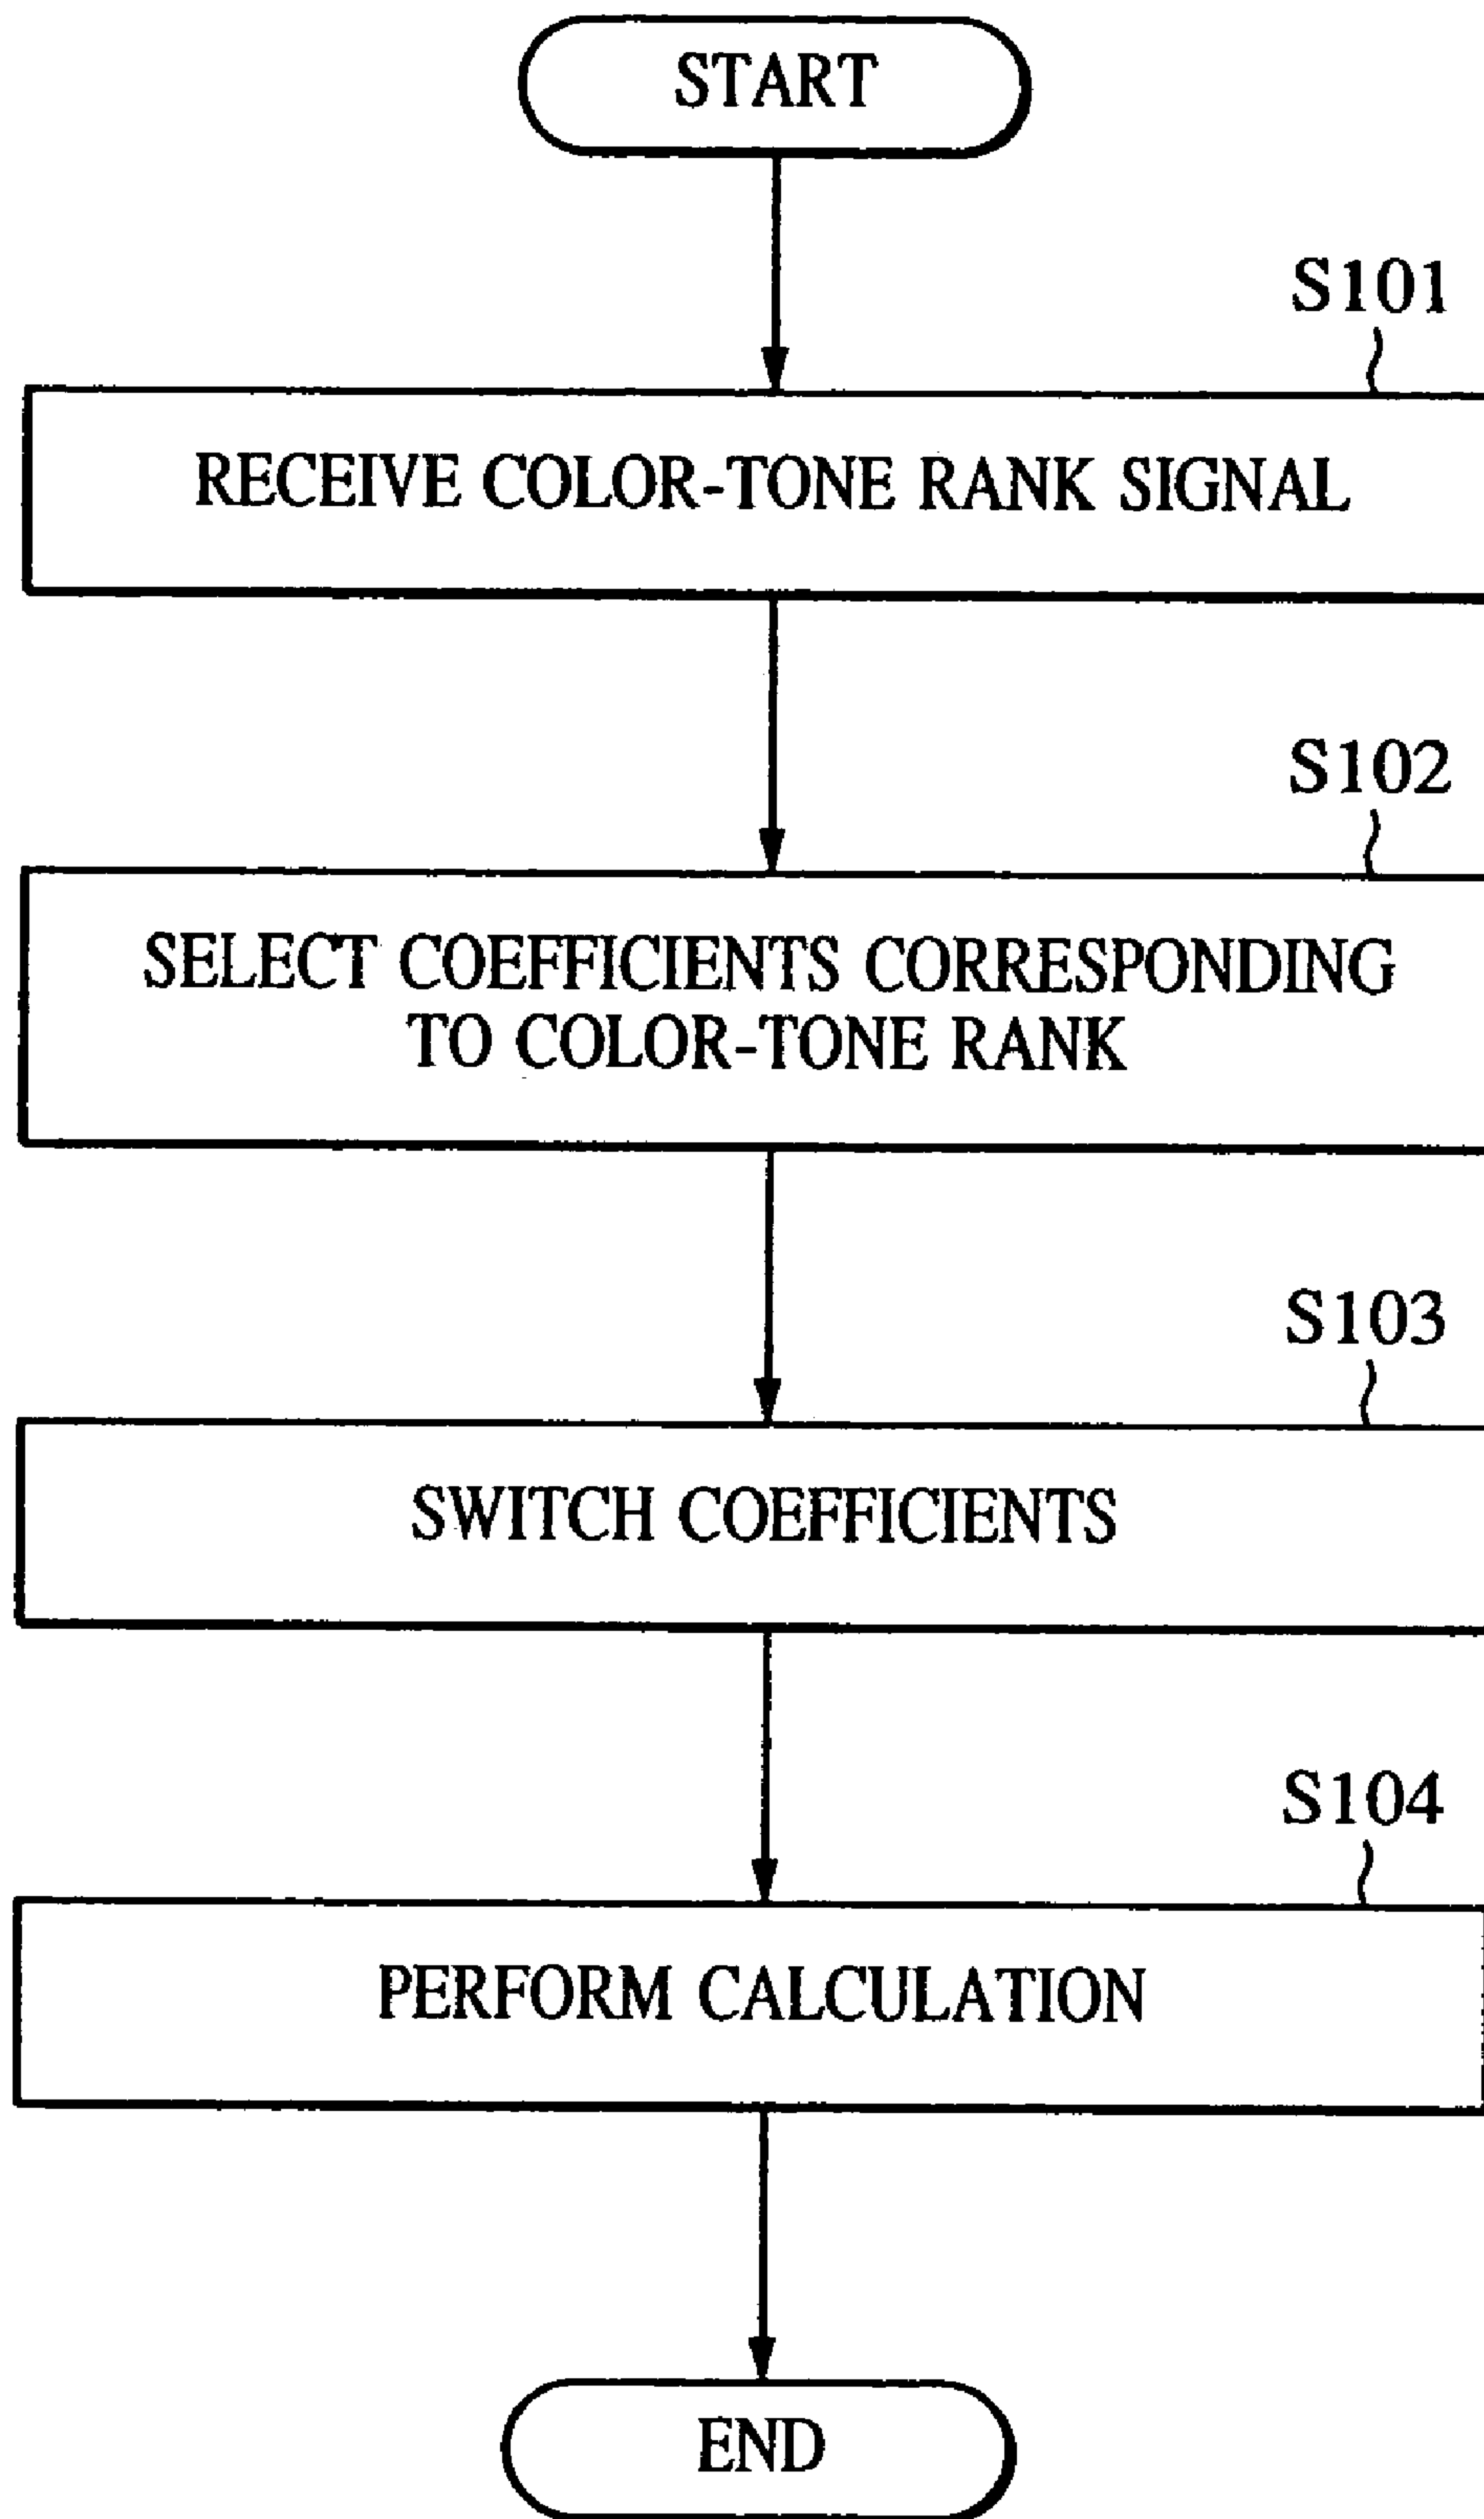 START
S101
RECEIVE COLOR-TONE RANK SIGNAL
S102
SELECT COEFFICIENTS CORRESPONDING
TO COLOR-TONE RANK
S103
SWITCH COEFFICIENTS
S104
PERFORM CALCULATION
END